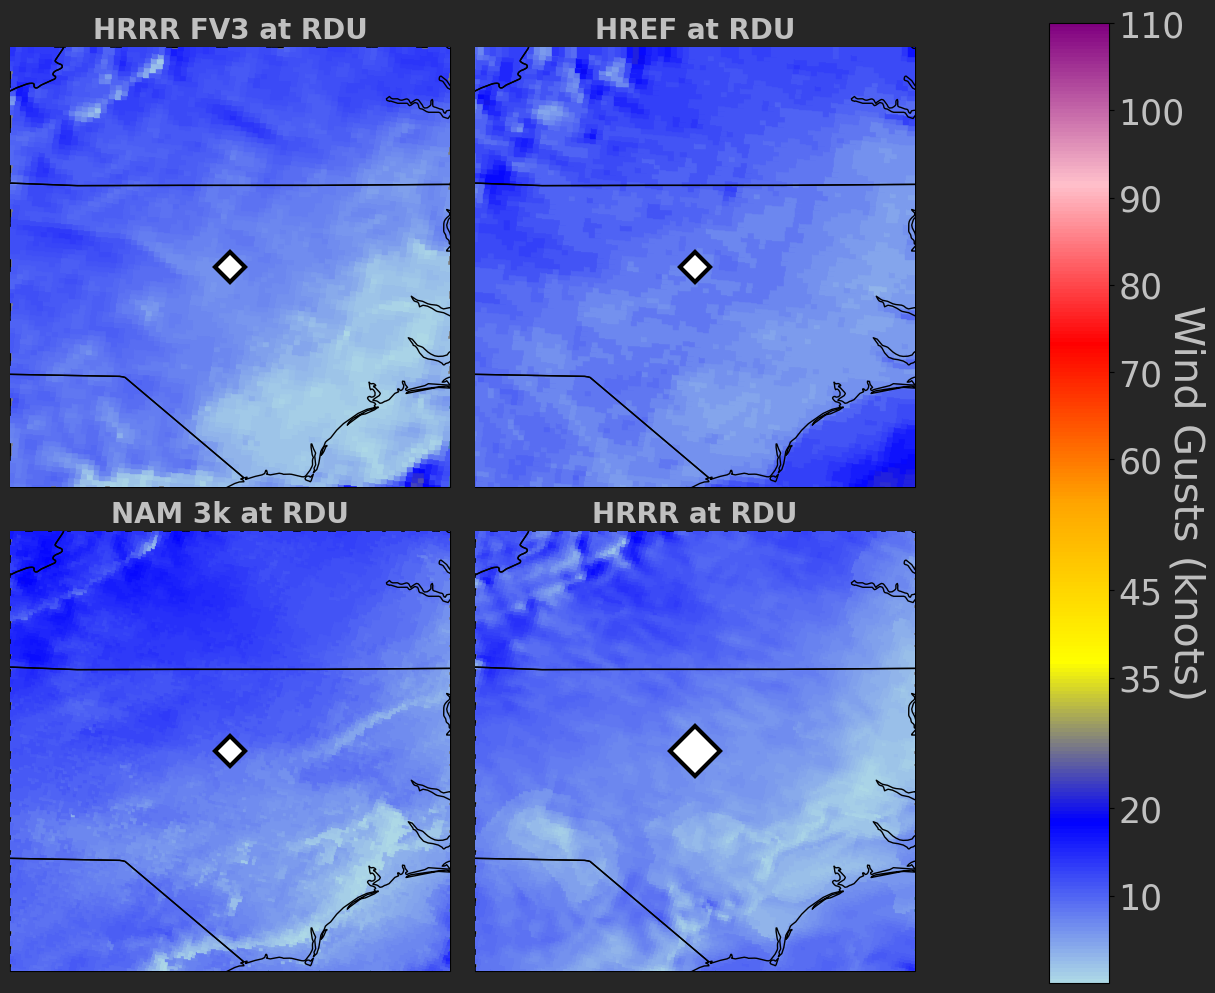 HRRR FV3 at RDU
HREF at RDU
NAM 3k at RDU
HRRR at RDU
110
100
90
80
70
60
45
35
20
10
Wind Gusts (knots)